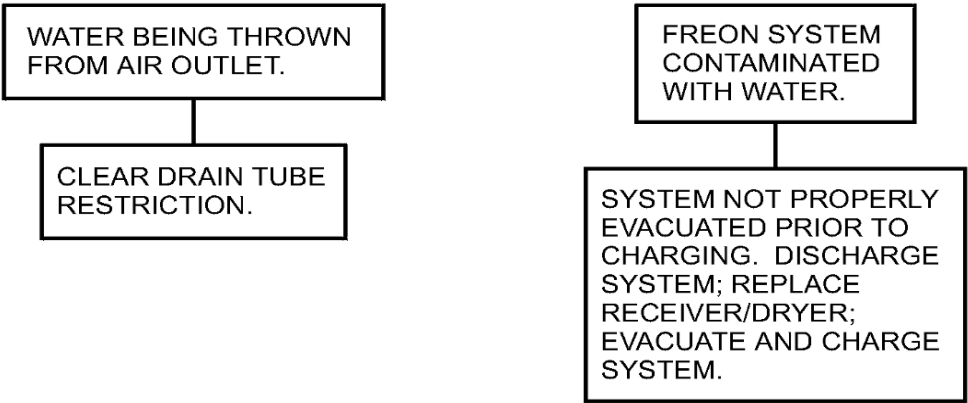 WATER BEING THROWN
FROM AIR OUTLET.
CLEAR DRAIN TUBE
RESTRICTION.
FREON SYSTEM
CONTAMINATED
WITH WATER.
SYSTEM NOT PROPERLY
EVACUATED PRIOR TO
CHARGING. DISCHARGE
SYSTEM; REPLACE
RECEIVER/DRYER;
EVACUATE AND CHARGE
SYSTEM.